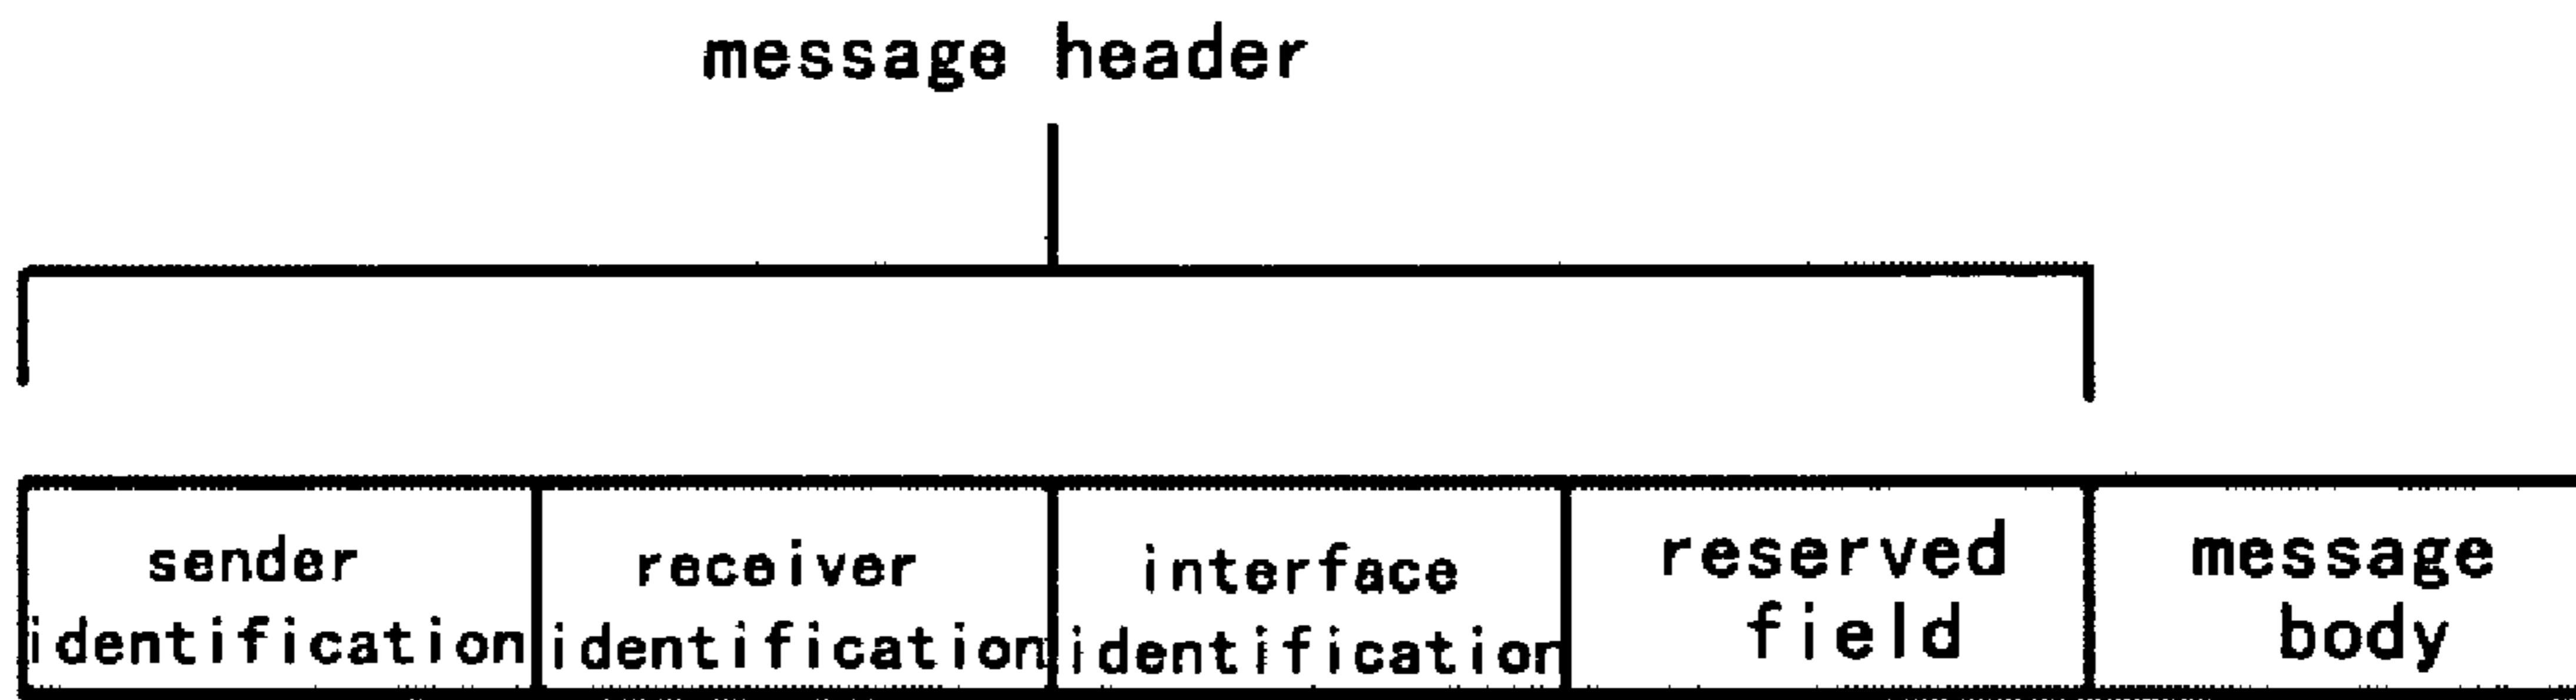 message header
sender
identification
receiver
identification
interface
identification
reserved
field
message
body